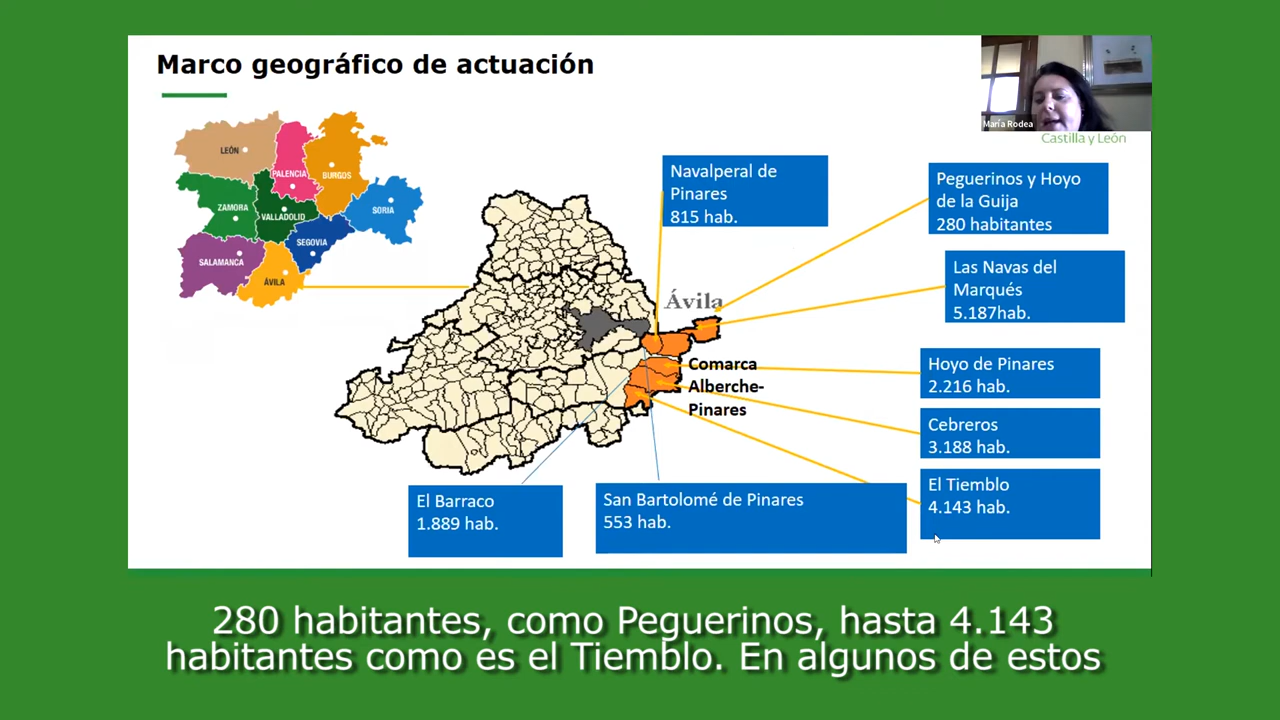 Marco geográfico de actuación
María Rodea
Castilla y León
LEÓN
PALENCIA
BURGOS
ZAMORA
VALLADOLID
SORIA
SEGOVIA
SALAMANCA
ÁVILA
Navalperal de
Pinares
815 hab.
Peguerinos y Hoyo
de la Guija
280 habitantes
Las Navas del
Marqués
5.187hab.
Ávila
Comarca
Alberche-
Pinares
Hoyo de Pinares
2.216 hab.
Cebreros
3.188 hab.
El Tiemblo
4.143 hab.
El Barraco
1.889 hab.
San Bartolomé de Pinares
553 hab.
280 habitantes, como Peguerinos, hasta 4.143
habitantes como es el Tiemblo. En algunos de estos